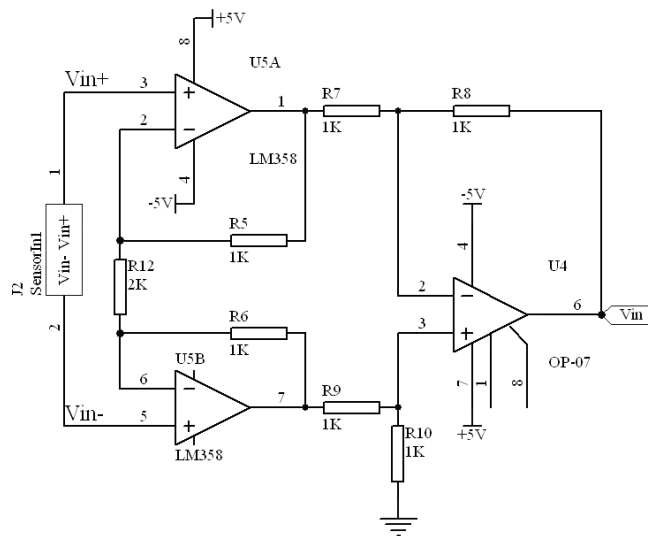 +5V
8
U5A
Vin+
3
1
R7
R8
1K
1K
2
LM358
4
-5V
-5V
1
R5
1K
4
U4
J2
SensorIn1
Vin- Vin+
R12
2K
2
6
Vin
R6
1K
3
2
U5B
OP-07
7
1
8
6
7
R9
+5V
Vin-
5
1K
R10
1K
LM358